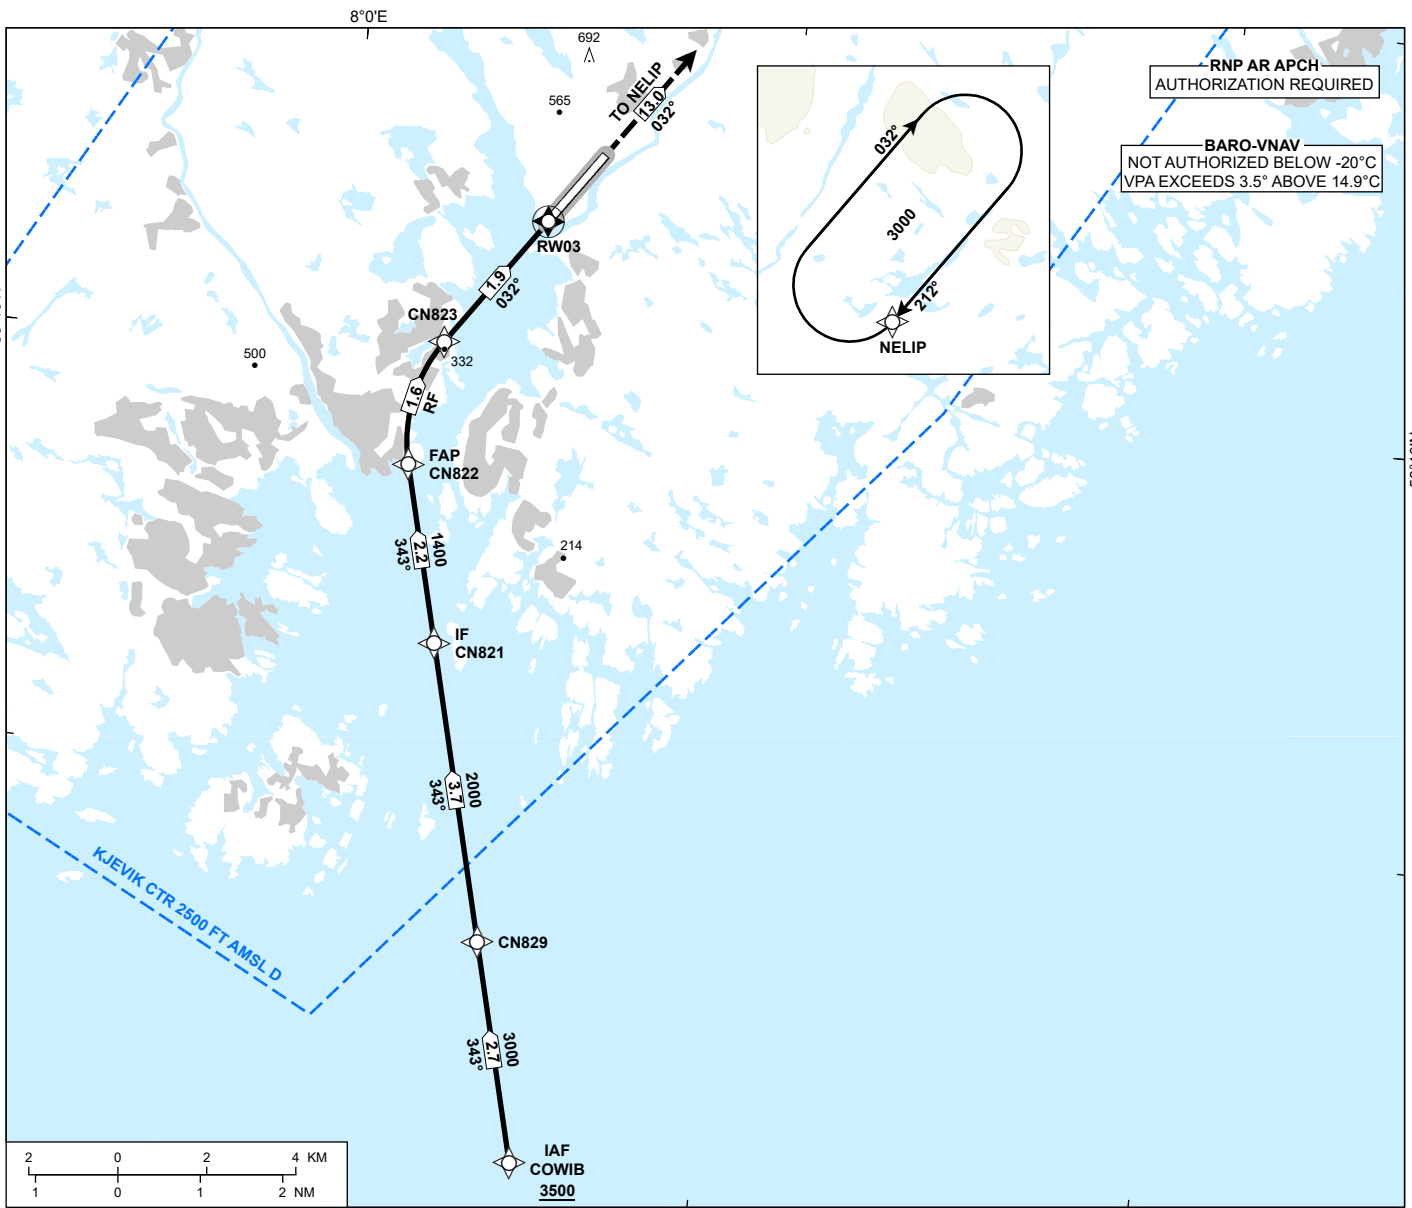 8°0'E
692
565
TO NELIP
13.0
032°
RNP AR APCH
AUTHORIZATION REQUIRED
BARO-VNAV
NOT AUTHORIZED BELOW -20°C
VPA EXCEEDS 3.5° ABOVE 14.9°C
032°
3000
212°
NELIP
RW03
1.9
032°
CN823
332
500
1.6
RF
FAP
CN822
1400
2.2
343°
214
IF
CN821
2000
3.7
343°
KJEVIK CTR 2500 FT AMSL D
CN829
3000
2.7
343°
IAF
COWIB
3500
2 0 2 4 KM
1 0 1 2 NM